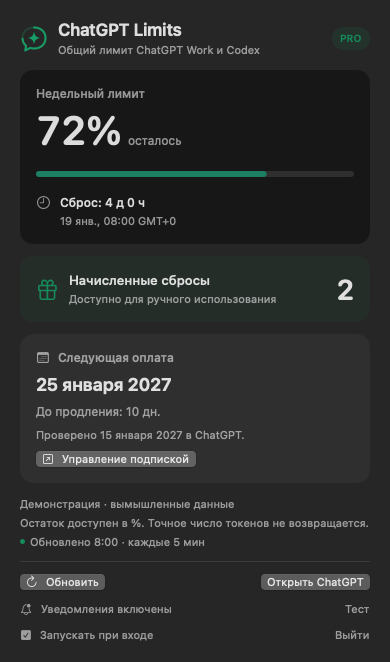 ChatGPT Limits
Общий лимит ChatGPT Work и Codex
PRO
Недельный лимит
72% осталось
Сброс: 4 д 0 ч
19 янв., 08:00 GMT+0
Начисленные сбросы
Доступно для ручного использования
2
Следующая оплата
25 января 2027
До продления: 10 дн.
Проверено 15 января 2027 в ChatGPT.
Управление подпиской
Демонстрация · вымышленные данные
Остаток доступен в %. Точное число токенов не возвращается.
Обновлено 8:00 · каждые 5 мин
Обновить
Открыть ChatGPT
Уведомления включены
Тест
Запускать при входе
Выйти